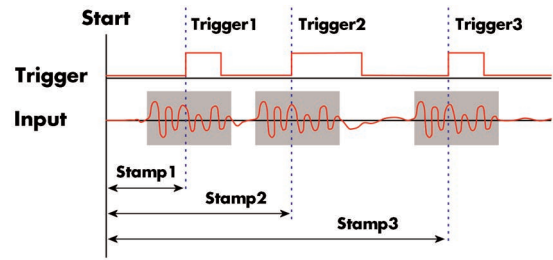 Start
Trigger1
Trigger2
Trigger3
Trigger
Input
Stamp1
Stamp2
Stamp3